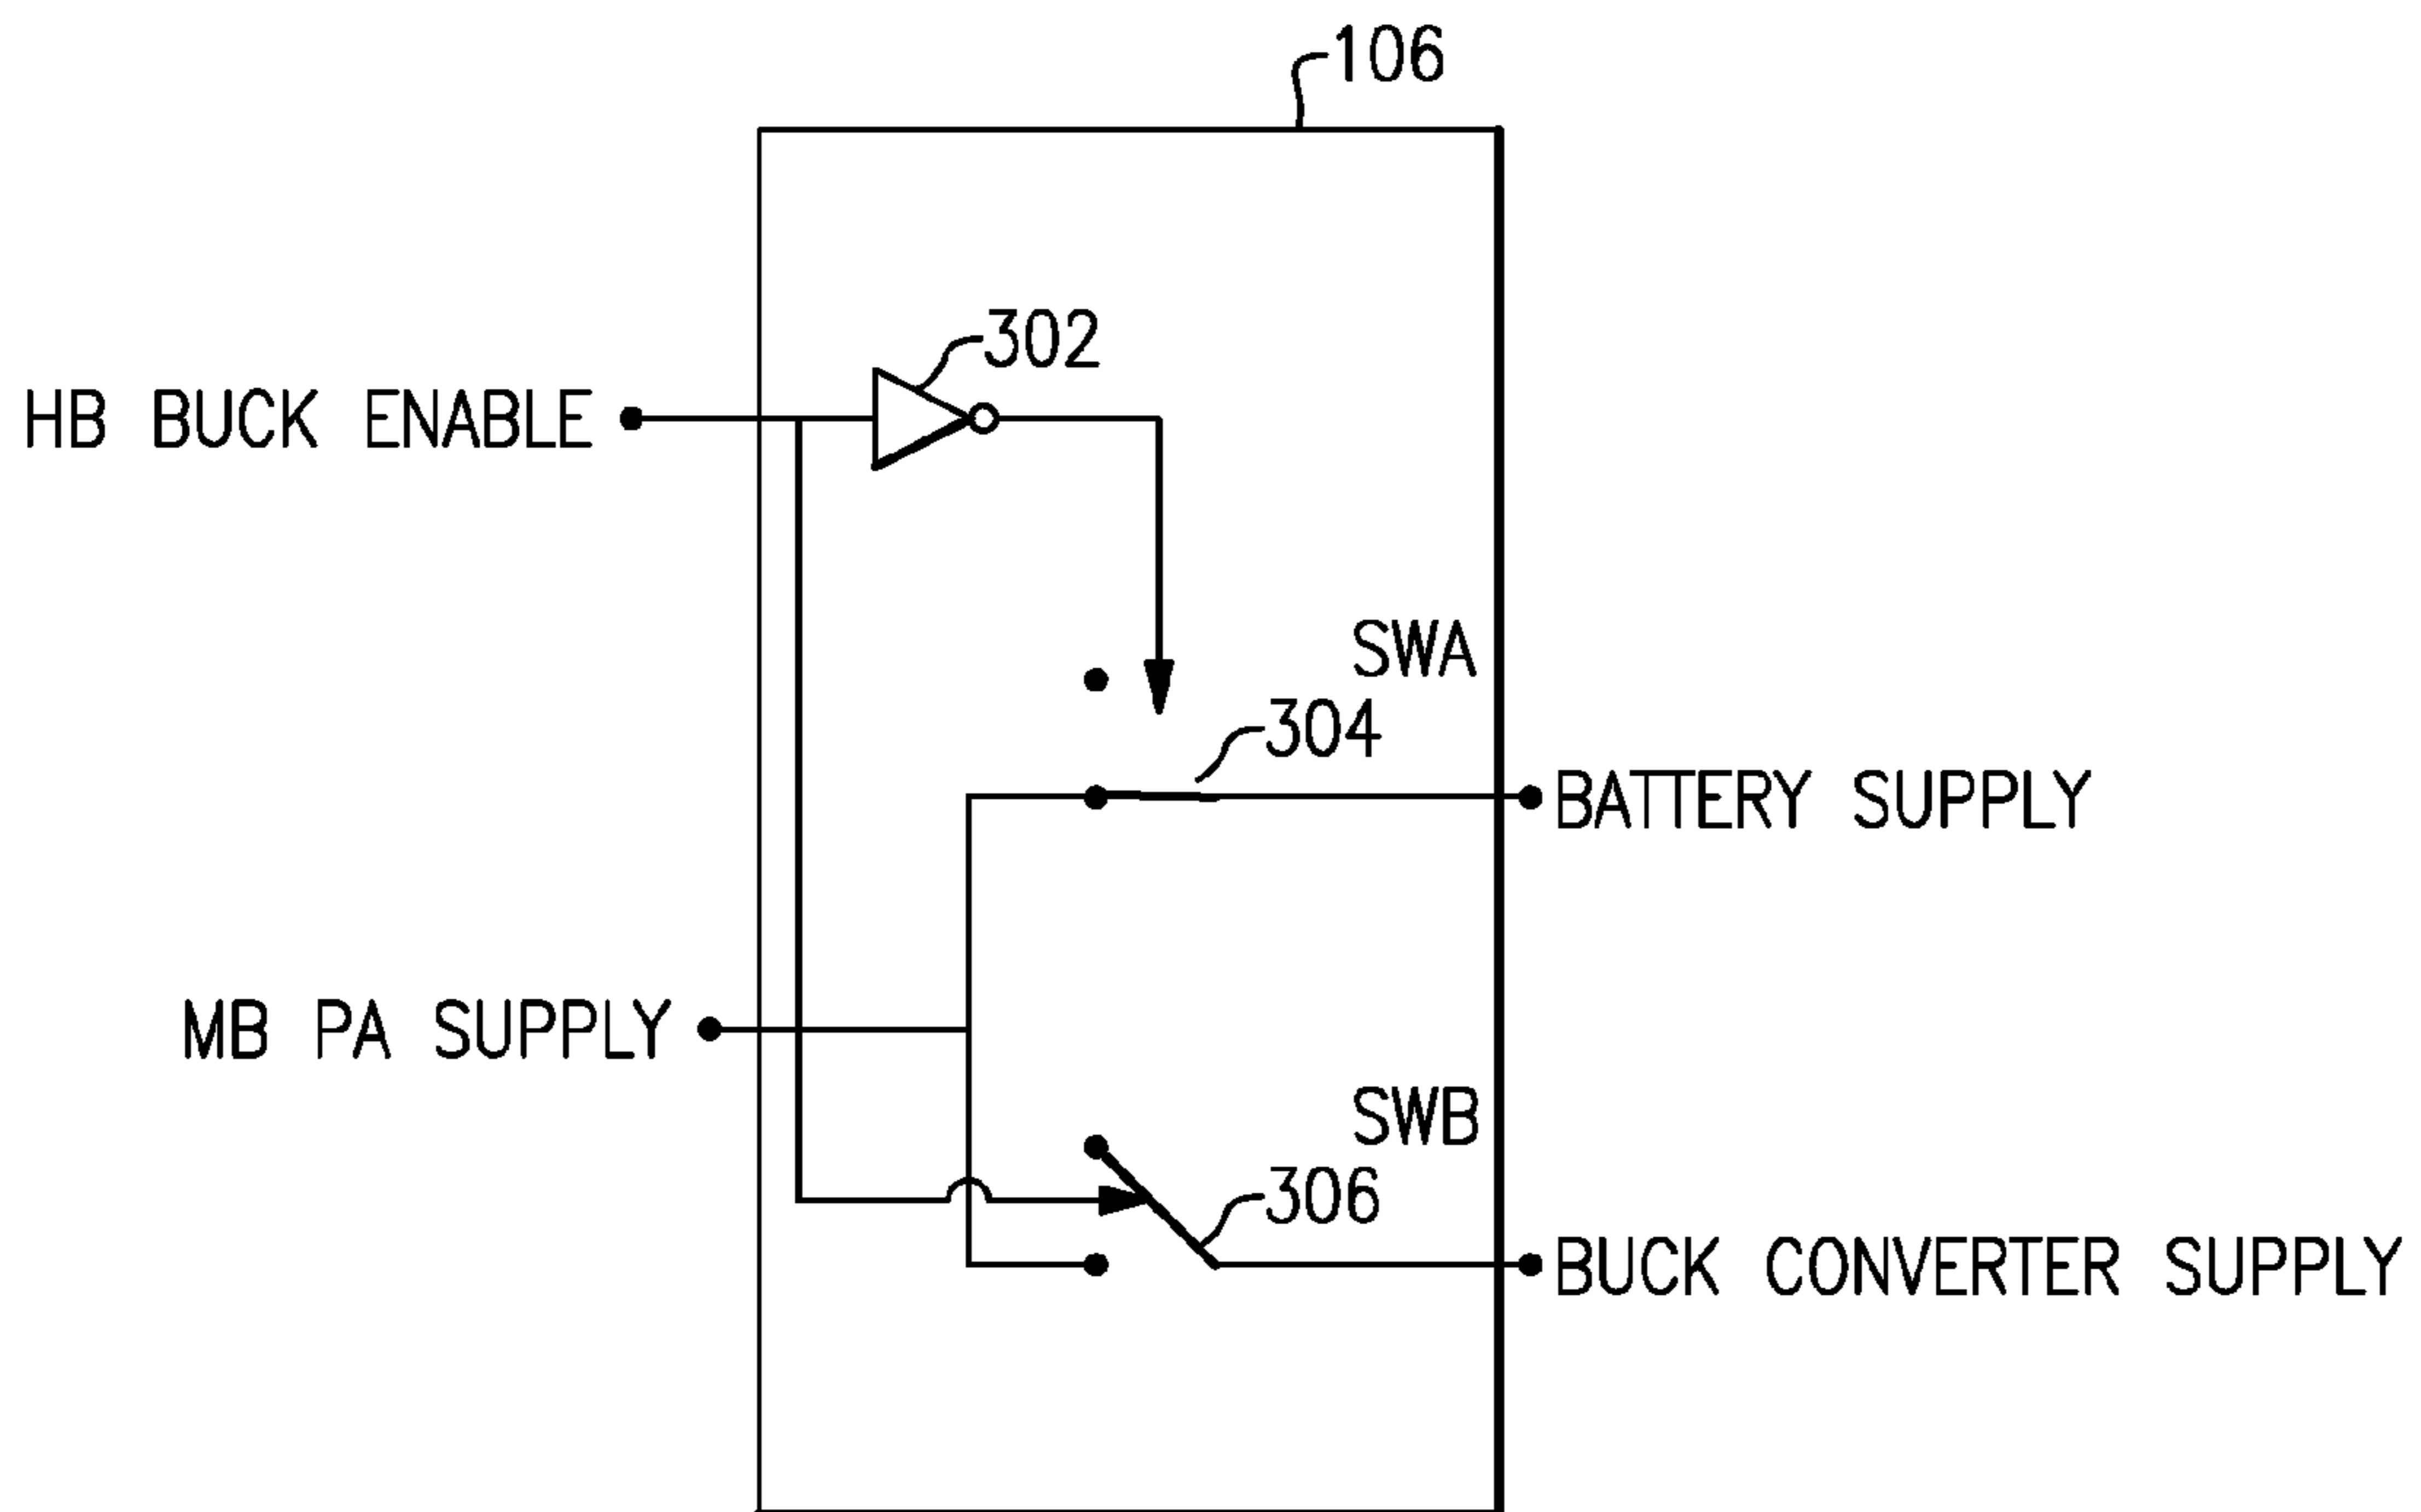 106
302
HB BUCK ENABLE
SWA
304
BATTERY SUPPLY
MB PA SUPPLY
SWB
306
BUCK CONVERTER SUPPLY